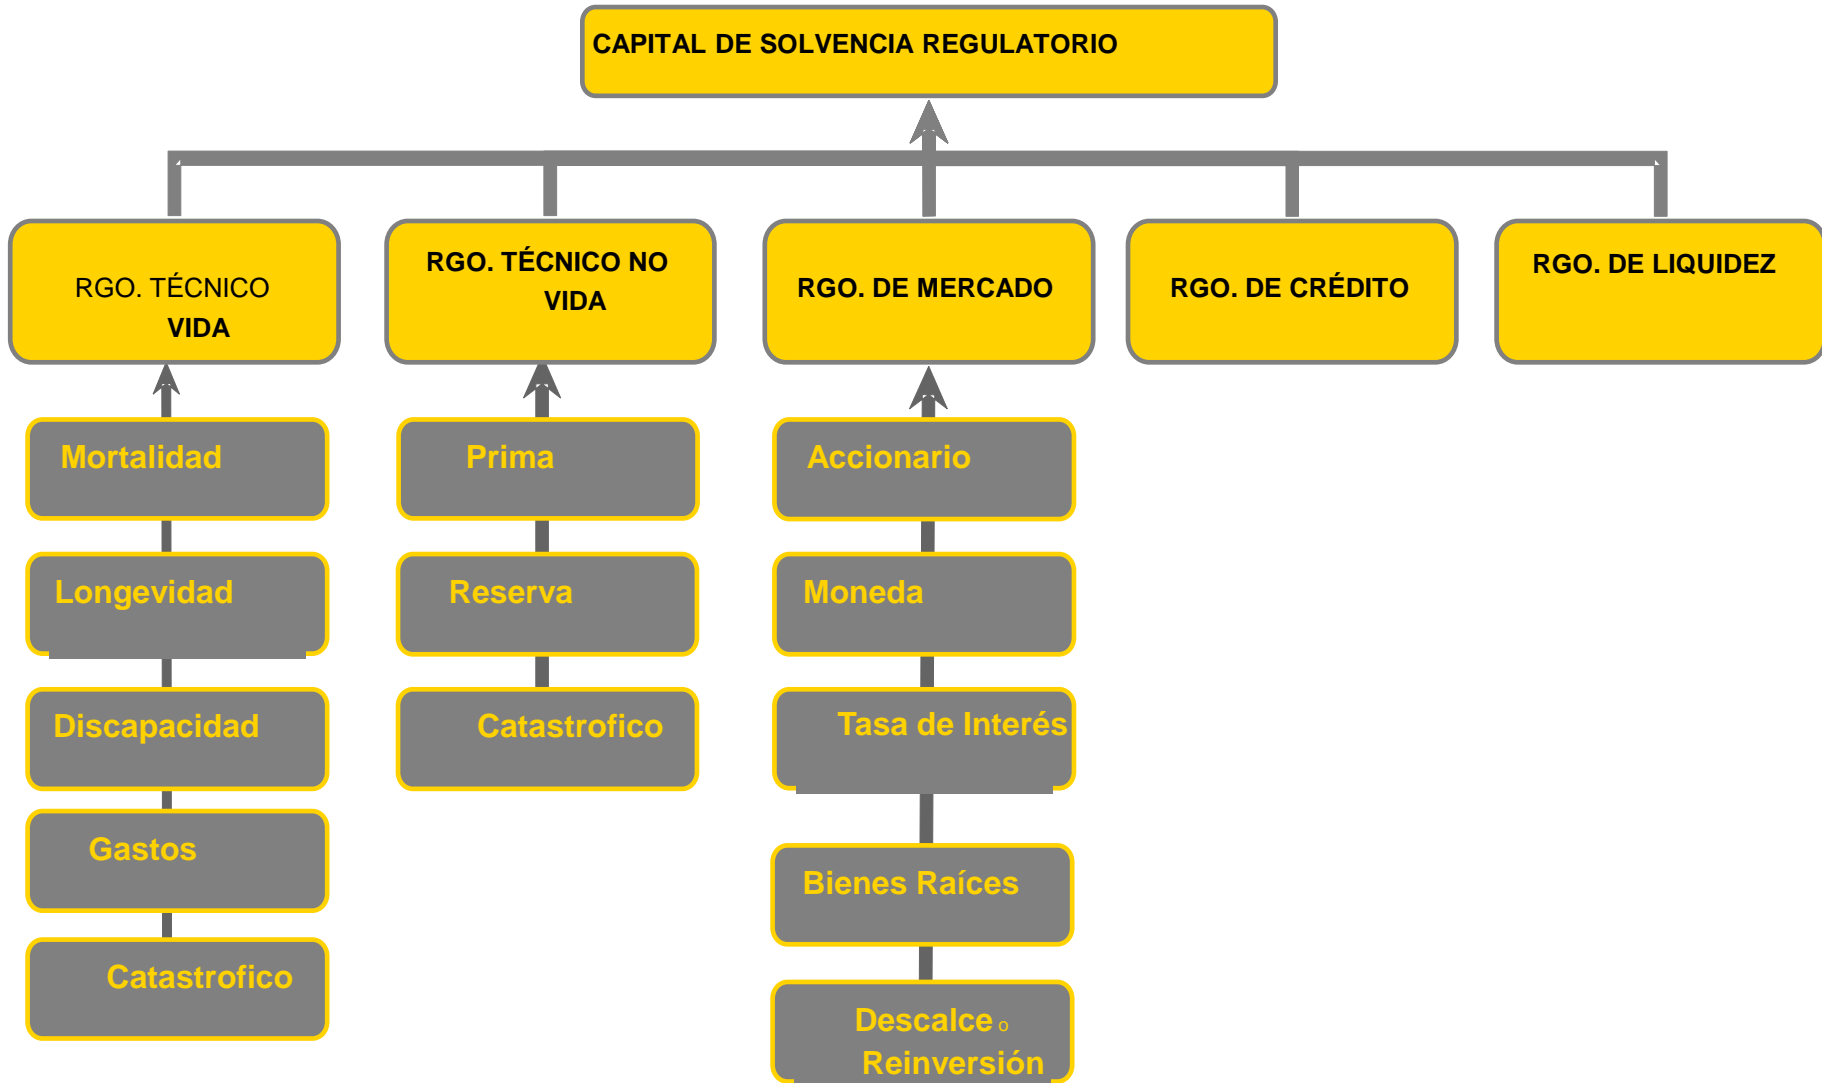 CAPITAL DE SOLVENCIA REGULATORIO
RGO. TÉCNICO
VIDA
RGO. TÉCNICO NO
VIDA
RGO. DE MERCADO
RGO. DE CRÉDITO
RGO. DE LIQUIDEZ
Mortalidad
Longevidad
Discapacidad
Gastos
Catastrofico
Prima
Reserva
Catastrofico
Accionario
Moneda
Tasa de Interés
Bienes Raíces
Descalce o
Reinversión